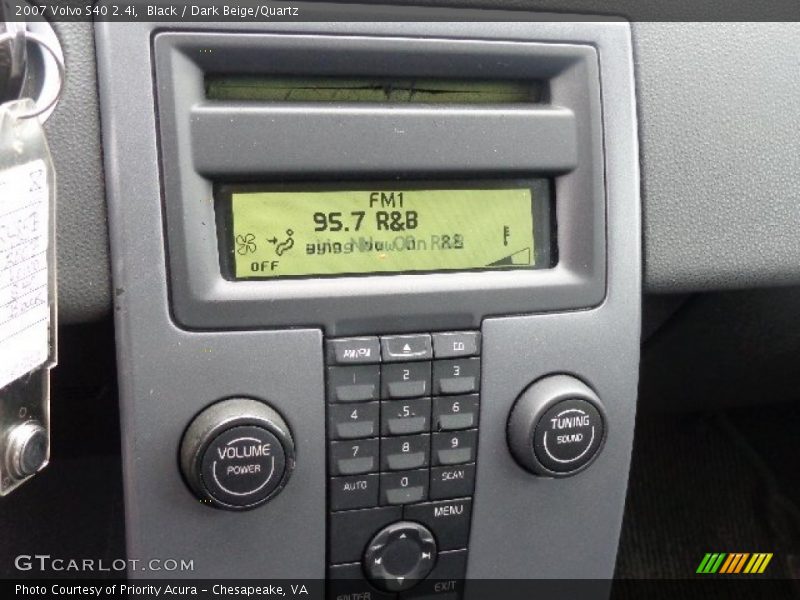 2007 Volvo S40 2.4i, Black / Dark Beige/Quartz
FM1
95.7 R&B
Now On R&B
OFF
AM/FM CD
1 2 3
4 5 6
7 8 9
AUTO 0 SCAN
MENU
EXIT
VOLUME
POWER
TUNING
SOUND
GTCARLOT.COM
Photo Courtesy of Priority Acura - Chesapeake, VA